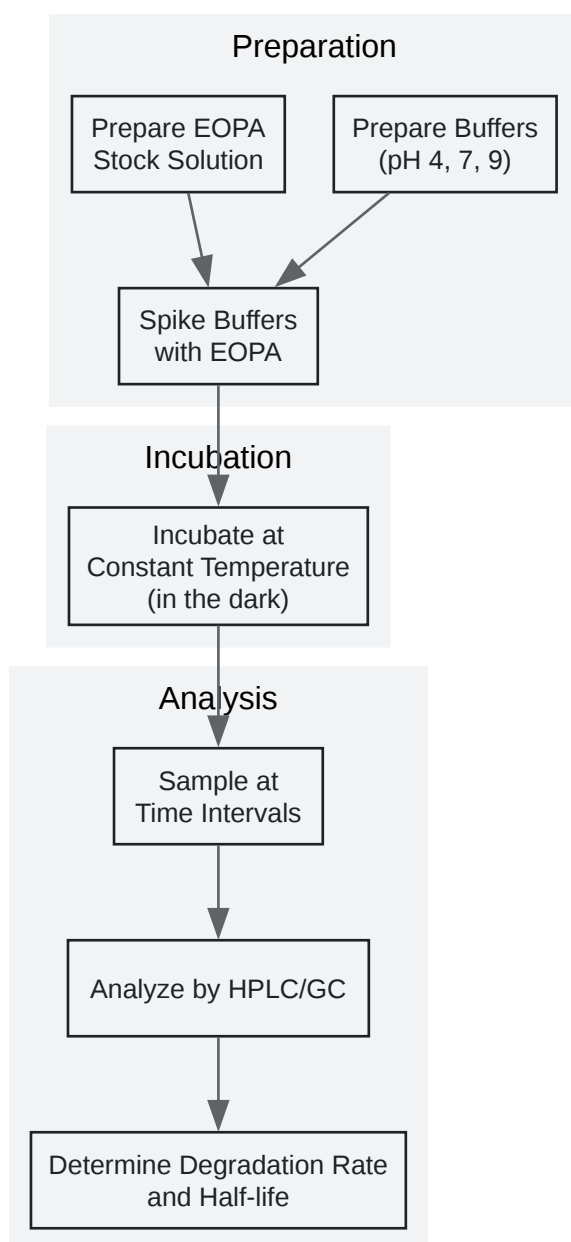 Preparation
Prepare EOPA
Stock Solution
Prepare Buffers
(pH 4, 7, 9)
Spike Buffers
with EOPA
Incubation
Incubate at
Constant Temperature
(in the dark)
Analysis
Sample at
Time Intervals
Analyze by HPLC/GC
Determine Degradation Rate
and Half-life